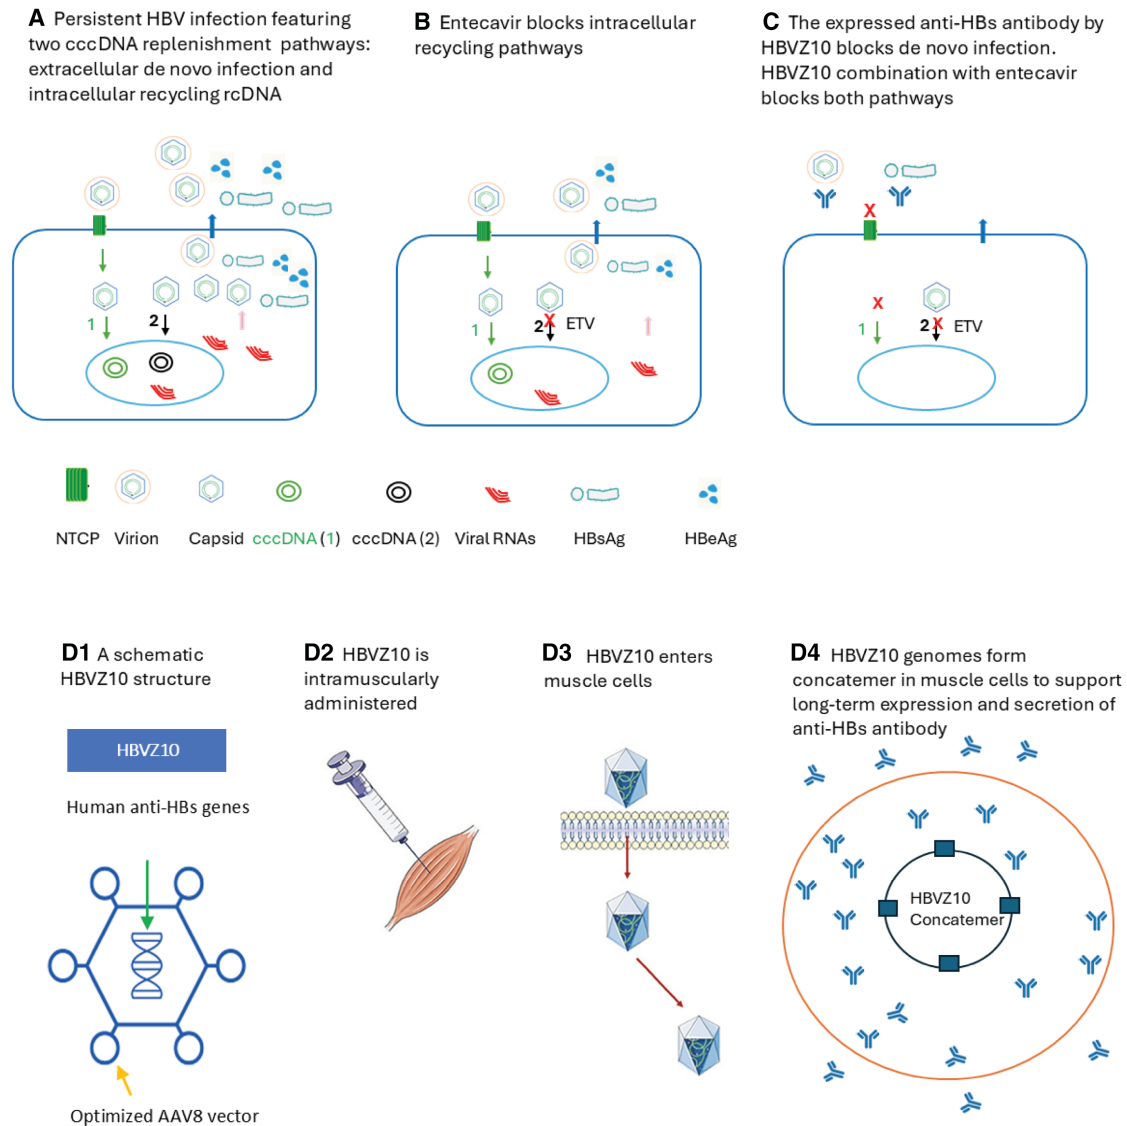 A Persistent HBV infection featuring
two cccDNA replenishment pathways:
extracellular de novo infection and
intracellular recycling rcDNA
B Entecavir blocks intracellular
recycling pathways
C The expressed anti-HBs antibody by
HBVZ10 blocks de novo infection.
HBVZ10 combination with entecavir
blocks both pathways
1
2
1
2 X ETV
X
X
1
2 X ETV
NTCP
Virion
Capsid
cccDNA (1)
cccDNA (2)
Viral RNAs
HBsAg
HBeAg
D1 A schematic
HBVZ10 structure
HBVZ10
Human anti-HBs genes
Optimized AAV8 vector
D2 HBVZ10 is
intramuscularly
administered
D3 HBVZ10 enters
muscle cells
D4 HBVZ10 genomes form
concatemer in muscle cells to support
long-term expression and secretion of
anti-HBs antibody
HBVZ10
Concatemer